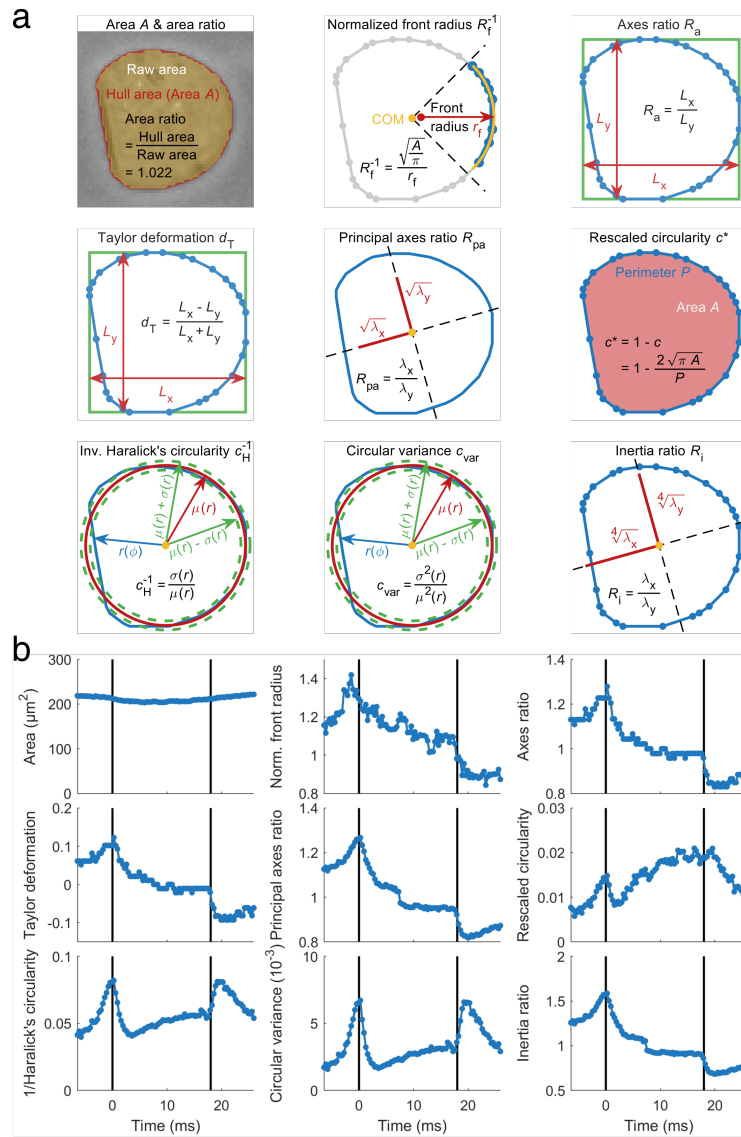 a
Area A & area ratio
Raw area
Hull area (Area A)
Area ratio
= Hull area / Raw area
= 1.022
Normalized front radius R_f^-1
COM
Front
radius r_f
R_f^-1 = √(A/π) / r_f
Axes ratio R_a
L_y
R_a = L_x / L_y
L_x
Taylor deformation d_T
L_y
d_T = (L_x - L_y) / (L_x + L_y)
L_x
Principal axes ratio R_pa
√λ_y
√λ_x
R_pa = λ_x / λ_y
Rescaled circularity c*
Perimeter P
Area A
c* = 1 - c
= 1 - 2√(π A) / P
Inv. Haralick's circularity c_H^-1
μ(r) + σ(r)
μ(r)
r(ϕ)
μ(r) - σ(r)
c_H^-1 = σ(r) / μ(r)
Circular variance c_var
μ(r) + σ(r)
μ(r)
r(ϕ)
μ(r) - σ(r)
c_var = σ²(r) / μ²(r)
Inertia ratio R_i
∜λ_y
∜λ_x
R_i = λ_x / λ_y
b
Area (μm²)
300
200
100
0
Norm. front radius
1.4
1.2
1
0.8
Axes ratio
1.4
1.2
1
0.8
Taylor deformation
0.2
0.1
0
-0.1
Principal axes ratio
1.4
1.2
1
0.8
Rescaled circularity
0.03
0.02
0.01
0
1/Haralick's circularity
0.1
0.05
0
0
20
Time (ms)
Circular variance (10⁻³)
10
5
0
0
20
Time (ms)
Inertia ratio
2
1.5
1
0.5
0
20
Time (ms)